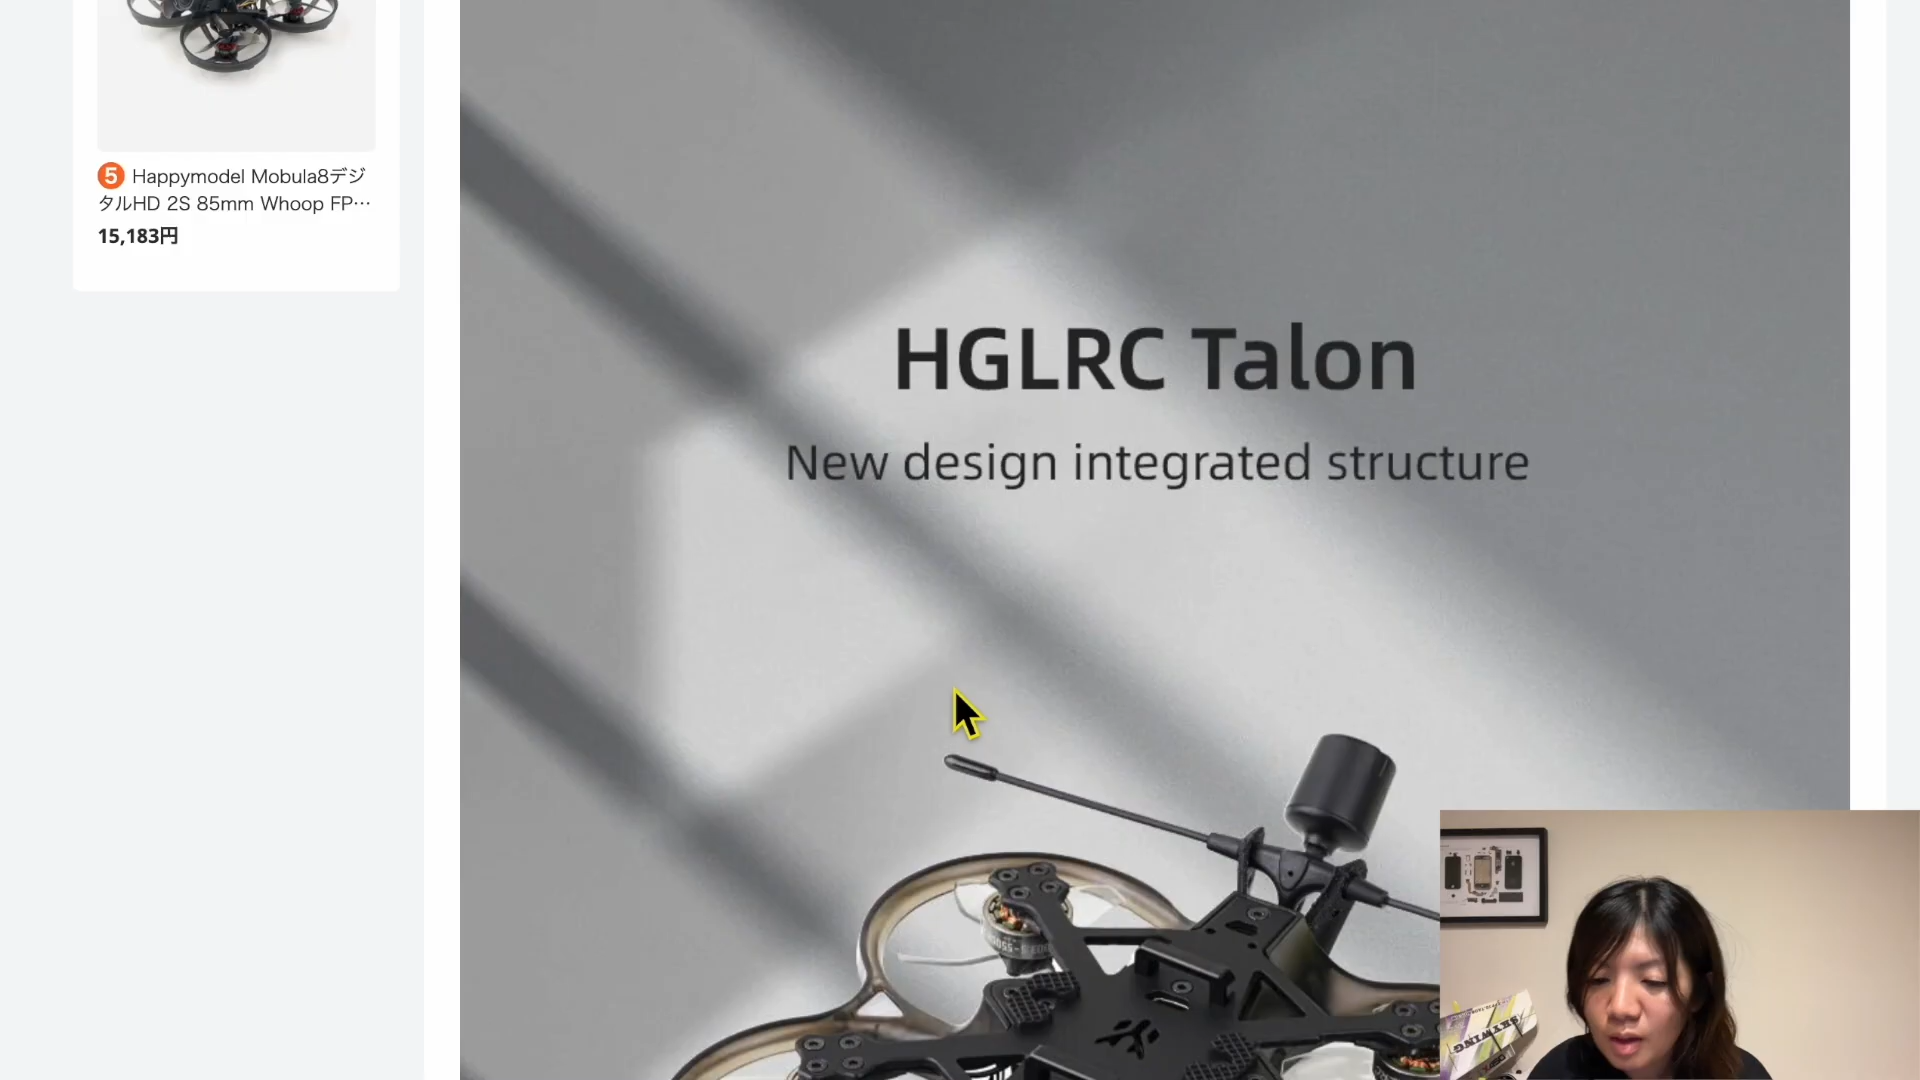 5 Happymodel Mobula8デジ
タルHD 2S 85mm Whoop FP…
15,183円
HGLRC Talon
New design integrated structure
SKYWING